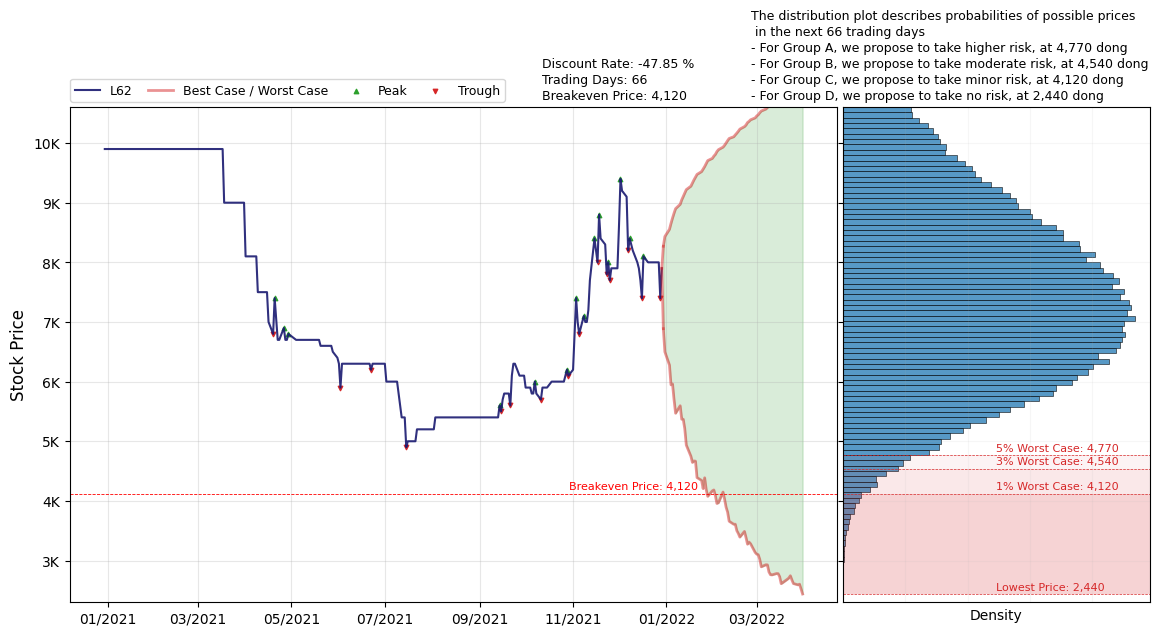 The distribution plot describes probabilities of possible prices
in the next 66 trading days
- For Group A, we propose to take higher risk, at 4,770 dong
- For Group B, we propose to take moderate risk, at 4,540 dong
- For Group C, we propose to take minor risk, at 4,120 dong
- For Group D, we propose to take no risk, at 2,440 dong
Discount Rate: -47.85 %
Trading Days: 66
Breakeven Price: 4,120
L62 Best Case / Worst Case Peak Trough
Stock Price
10K
9K
8K
7K
6K
5K
4K
3K
Breakeven Price: 4,120
01/2021 03/2021 05/2021 07/2021 09/2021 11/2021 01/2022 03/2022
5% Worst Case: 4,770
3% Worst Case: 4,540
1% Worst Case: 4,120
Lowest Price: 2,440
Density